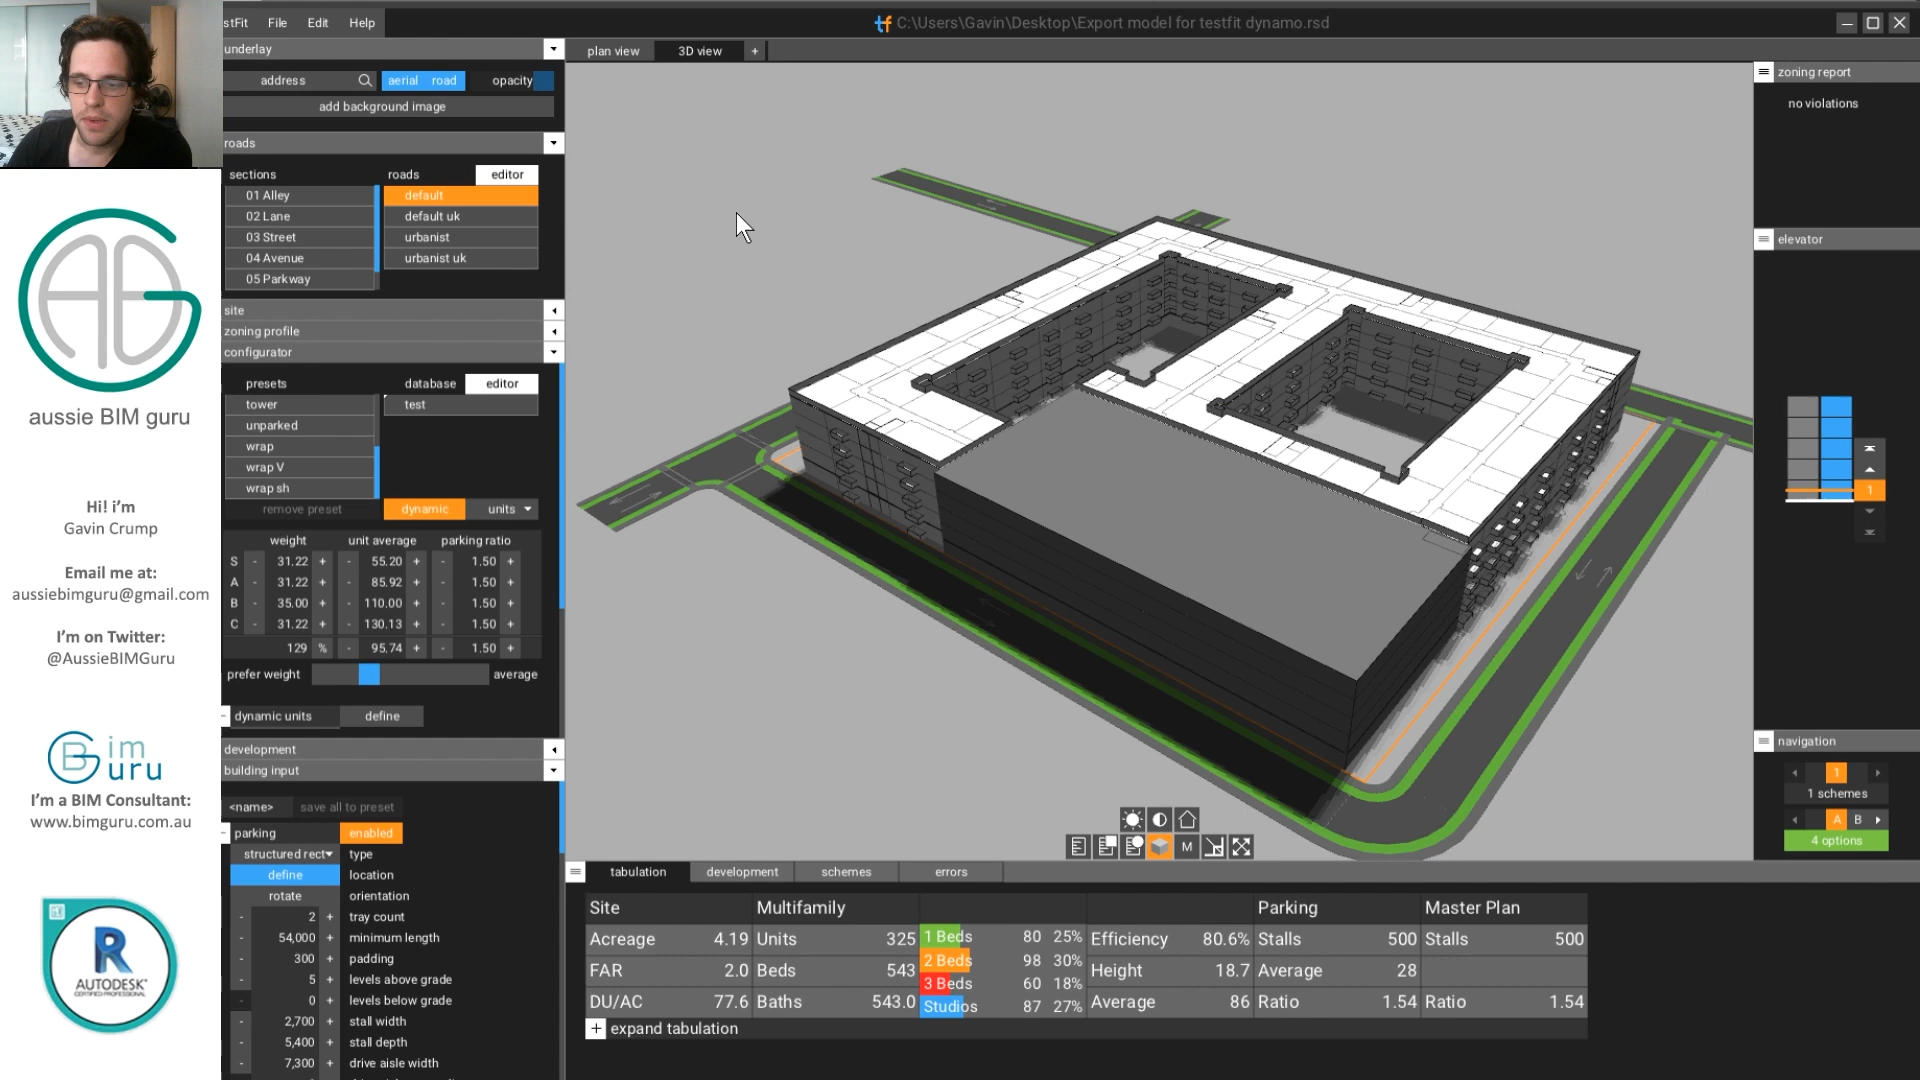 stFit File Edit Help
C:\Users\Gavin\Desktop\Export model for testfit dynamo.rsd
underlay
address aerial road opacity
add background image
roads
sections roads editor
01 Alley default
02 Lane default uk
03 Street urbanist
04 Avenue urbanist uk
05 Parkway
site
zoning profile
configurator
presets database editor
tower test
unparked
wrap
wrap V
wrap sh
remove preset dynamic units
weight unit average parking ratio
S - 31.22 + - 55.20 + - 1.50 +
A - 31.22 + - 85.92 + - 1.50 +
B - 35.00 + - 110.00 + - 1.50 +
C - 31.22 + - 130.13 + - 1.50 +
129 % - 95.74 + - 1.50 +
prefer weight average
- dynamic units define
development
building input
<name> save all to preset
- parking enabled
structured rect type
define location
rotate orientation
- 2 + tray count
- 54,000 + minimum length
- 300 + padding
- 5 + levels above grade
- 0 + levels below grade
- 2,700 + stall width
- 5,400 + stall depth
- 7,300 + drive aisle width
aussie BIM guru
Hi! i'm
Gavin Crump
Email me at:
aussiebimguru@gmail.com
I'm on Twitter:
@AussieBIMGuru
Bim
Guru
I'm a BIM Consultant:
www.bimguru.com.au
R
AUTODESK
CERTIFIED PROFESSIONAL
plan view 3D view +
M
zoning report
no violations
elevator
1
navigation
1
1 schemes
A B
4 options
tabulation development schemes errors
Site Multifamily Parking Master Plan
Acreage 4.19 Units 325 1 Beds 80 25% Efficiency 80.6% Stalls 500 Stalls 500
2 Beds 98 30%
FAR 2.0 Beds 543 3 Beds 60 18% Height 18.7 Average 28
DU/AC 77.6 Baths 543.0 Studios 87 27% Average 86 Ratio 1.54 Ratio 1.54
+ expand tabulation